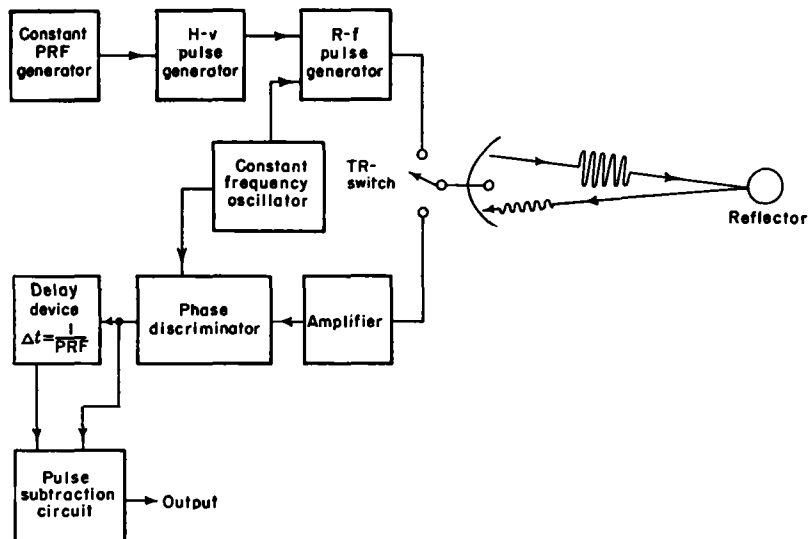 Constant
PRF
generator
H-v
pulse
generator
R-f
pulse
generator
Constant
frequency
oscillator
TR-
switch
Reflector
Delay
device
Δt = 1/PRF
Phase
discriminator
Amplifier
Pulse
subtraction
circuit
Output